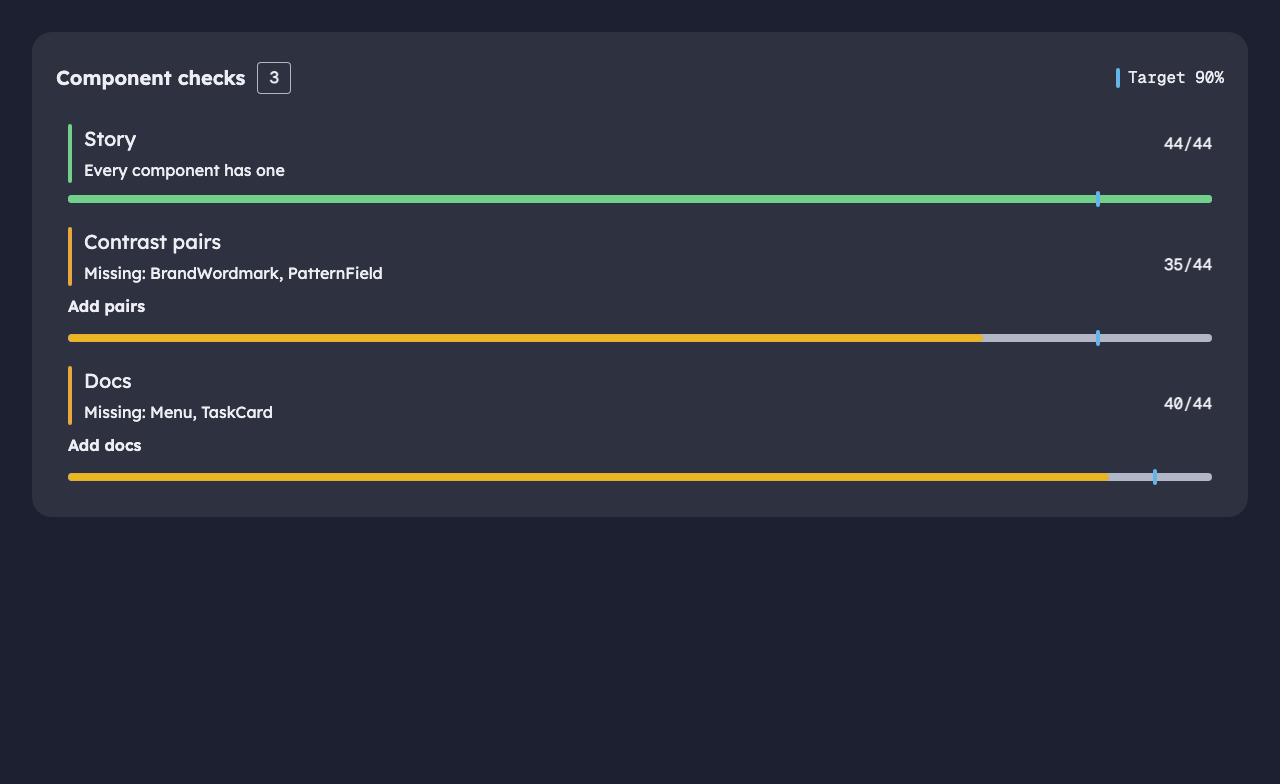 Component checks 3
Target 90%
Story
44/44
Every component has one
Contrast pairs
35/44
Missing: BrandWordmark, PatternField
Add pairs
Docs
40/44
Missing: Menu, TaskCard
Add docs